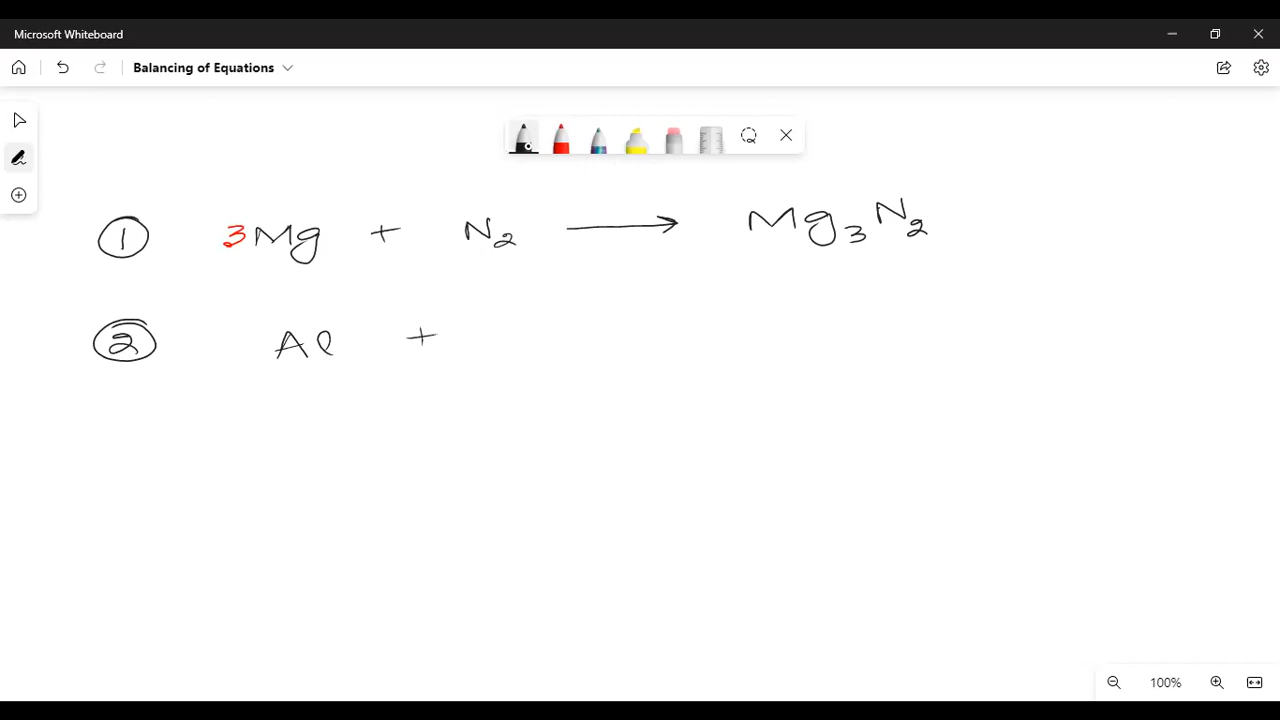 Microsoft Whiteboard
Balancing of Equations
① 3Mg + N₂ ⟶ Mg₃N₂
② Al +
100%